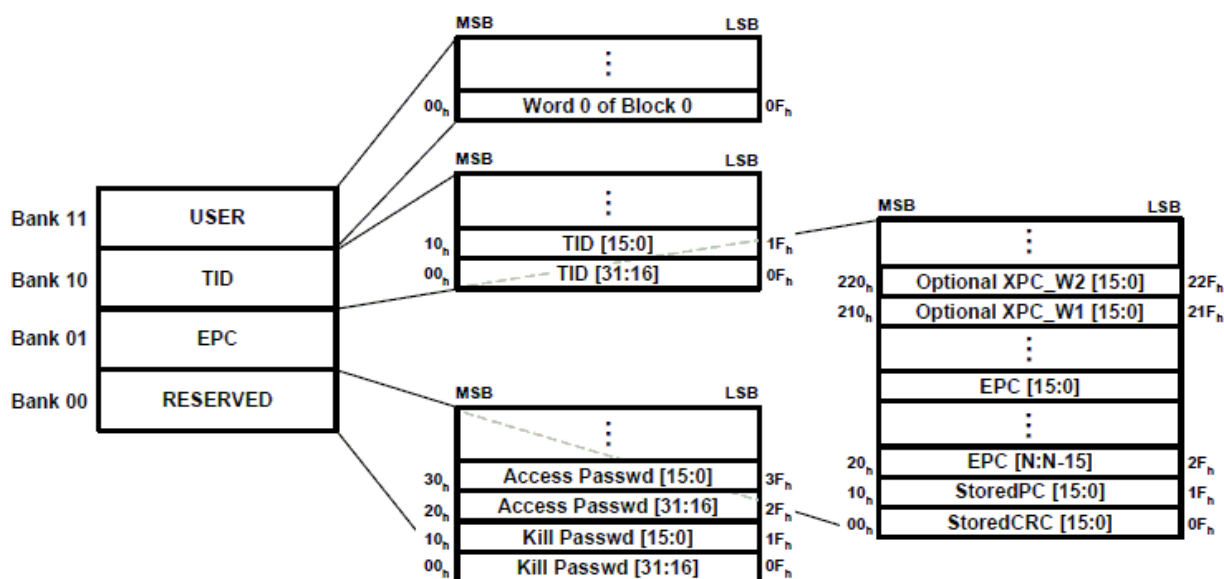 MSB LSB
⋮
00h Word 0 of Block 0 0Fh
MSB LSB
⋮
10h TID [15:0] 1Fh
00h TID [31:16] 0Fh
Bank 11 USER
Bank 10 TID
Bank 01 EPC
Bank 00 RESERVED
MSB LSB
⋮
30h Access Passwd [15:0] 3Fh
20h Access Passwd [31:16] 2Fh
10h Kill Passwd [15:0] 1Fh
00h Kill Passwd [31:16] 0Fh
MSB LSB
⋮
220h Optional XPC_W2 [15:0] 22Fh
210h Optional XPC_W1 [15:0] 21Fh
⋮
EPC [15:0]
⋮
20h EPC [N:N-15] 2Fh
10h StoredPC [15:0] 1Fh
00h StoredCRC [15:0] 0Fh